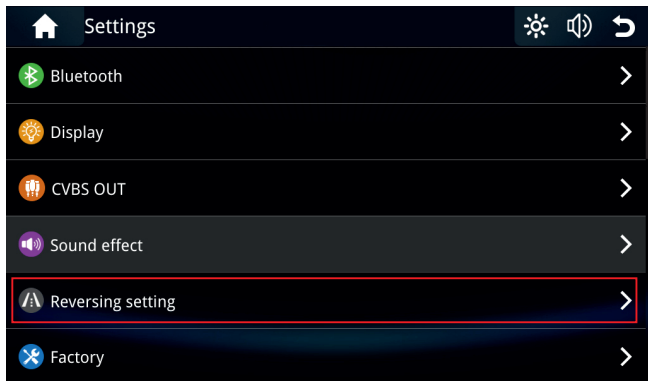 Settings
Bluetooth
Display
CVBS OUT
Sound effect
Reversing setting
Factory